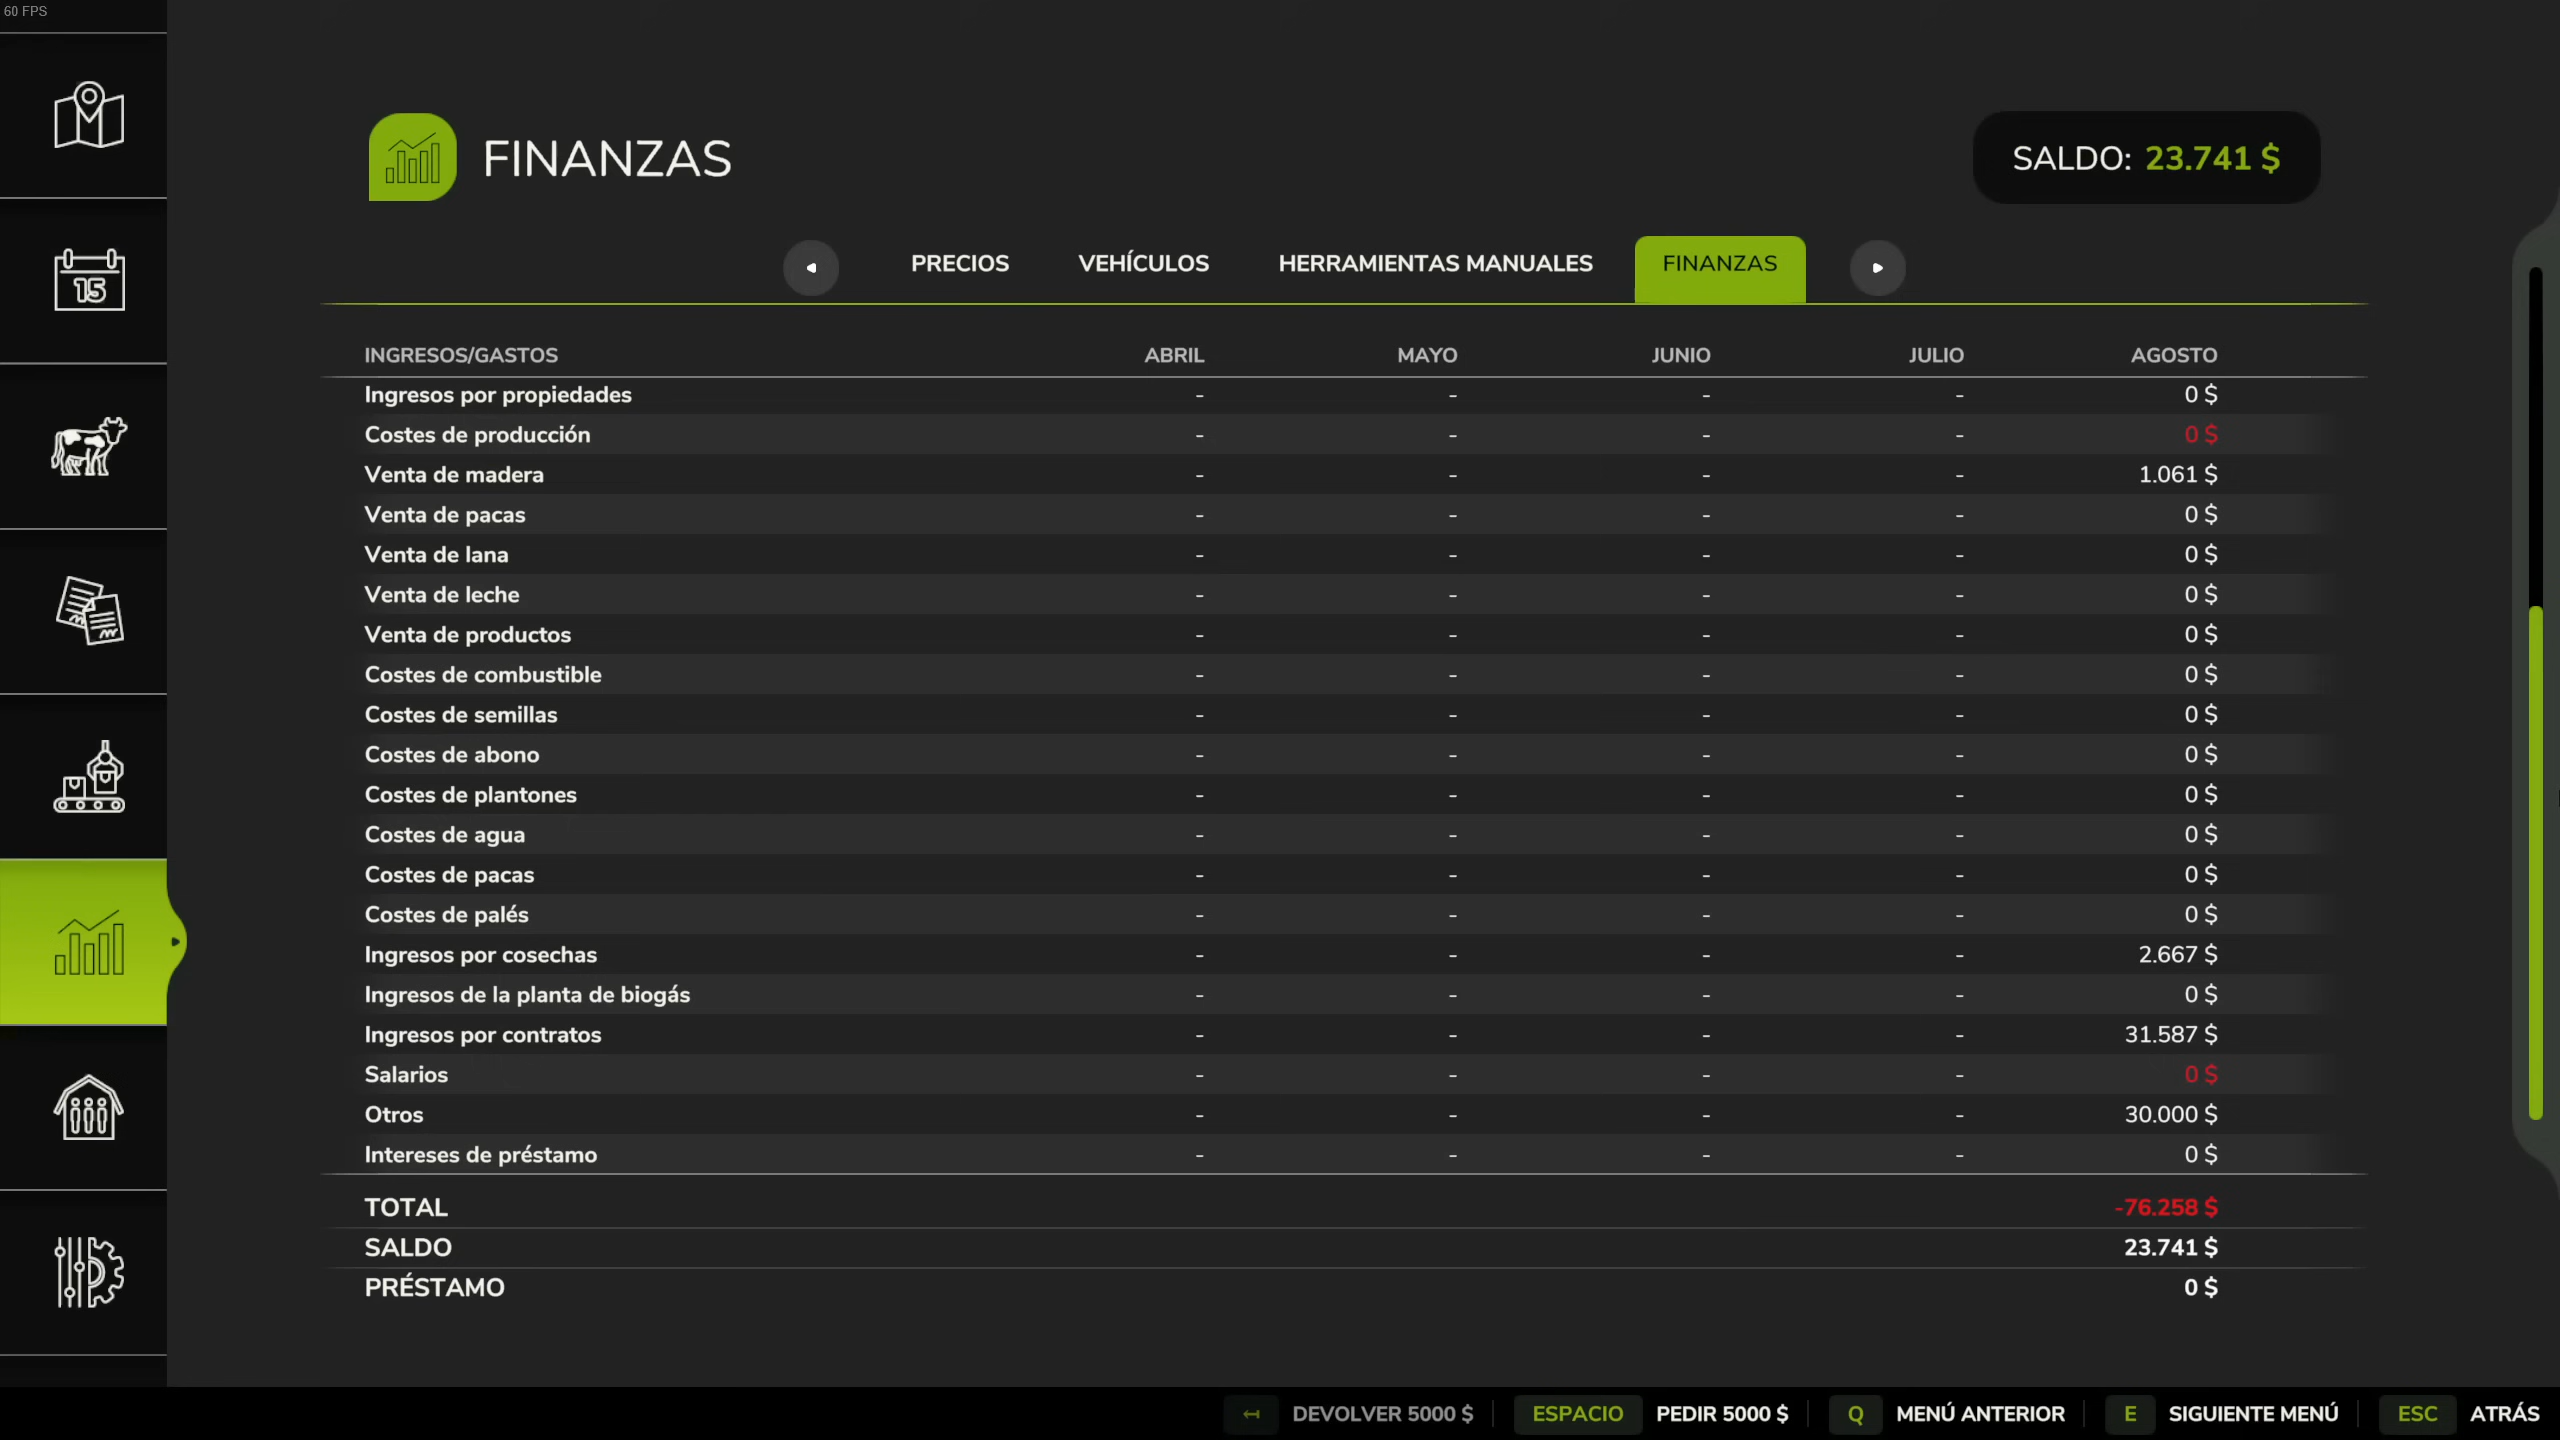 60 FPS
15
FINANZAS
SALDO: 23.741 $
PRECIOS VEHÍCULOS HERRAMIENTAS MANUALES FINANZAS
INGRESOS/GASTOS ABRIL MAYO JUNIO JULIO AGOSTO
Ingresos por propiedades - - - - 0 $
Costes de producción - - - - 0 $
Venta de madera - - - - 1.061 $
Venta de pacas - - - - 0 $
Venta de lana - - - - 0 $
Venta de leche - - - - 0 $
Venta de productos - - - - 0 $
Costes de combustible - - - - 0 $
Costes de semillas - - - - 0 $
Costes de abono - - - - 0 $
Costes de plantones - - - - 0 $
Costes de agua - - - - 0 $
Costes de pacas - - - - 0 $
Costes de palés - - - - 0 $
Ingresos por cosechas - - - - 2.667 $
Ingresos de la planta de biogás - - - - 0 $
Ingresos por contratos - - - - 31.587 $
Salarios - - - - 0 $
Otros - - - - 30.000 $
Intereses de préstamo - - - - 0 $
TOTAL -76.258 $
SALDO 23.741 $
PRÉSTAMO 0 $
DEVOLVER 5000 $ ESPACIO PEDIR 5000 $ Q MENÚ ANTERIOR E SIGUIENTE MENÚ ESC ATRÁS